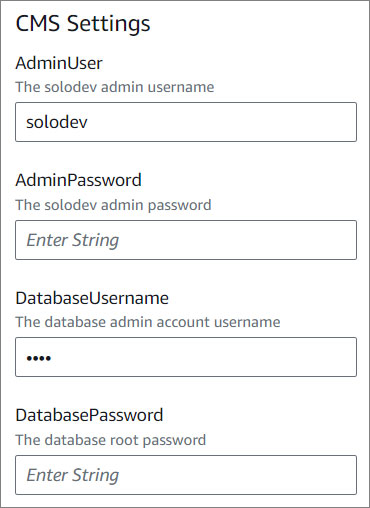 CMS Settings
AdminUser
The solodev admin username
solodev
AdminPassword
The solodev admin password
Enter String
DatabaseUsername
The database admin account username
••••
DatabasePassword
The database root password
Enter String